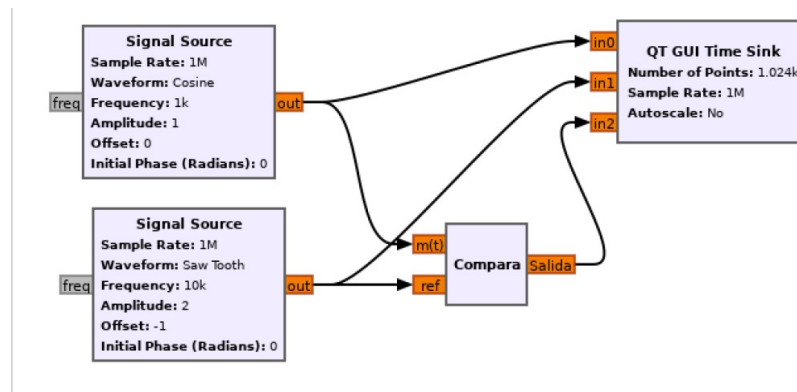 Signal Source
Sample Rate: 1M
Waveform: Cosine
freq
Frequency: 1k
out
Amplitude: 1
Offset: 0
Initial Phase (Radians): 0
Signal Source
Sample Rate: 1M
Waveform: Saw Tooth
freq
Frequency: 10k
out
Amplitude: 2
Offset: -1
Initial Phase (Radians): 0
m(t)
ref
Compara
Salida
in0
in1
in2
QT GUI Time Sink
Number of Points: 1.024k
Sample Rate: 1M
Autoscale: No